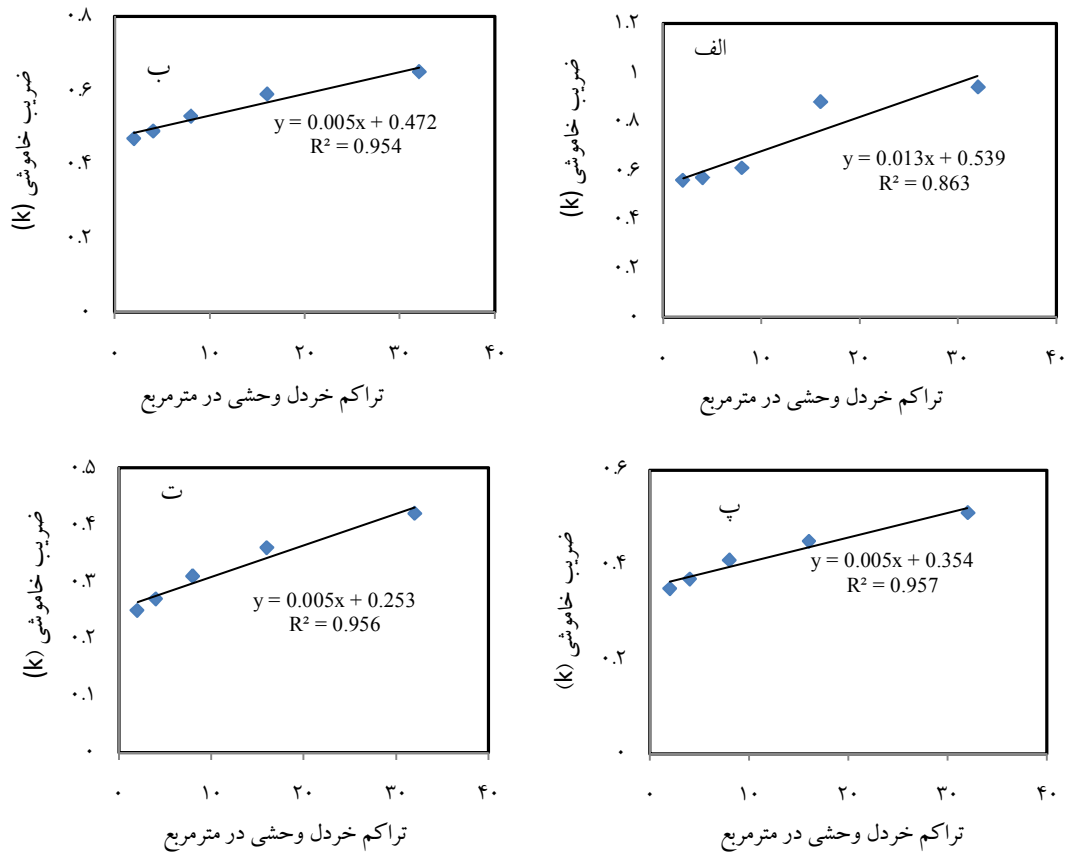 الف
۱.۲
۱
۰.۸
۰.۶
۰.۴
۰.۲
۰
ضریب خاموشی (k)
y = 0.013x + 0.539
R² = 0.863
۰ ۱۰ ۲۰ ۳۰ ۴۰
تراکم خردل وحشی در مترمربع
ب
۰.۸
۰.۶
۰.۴
۰.۲
۰
ضریب خاموشی (k)
y = 0.005x + 0.472
R² = 0.954
۰ ۱۰ ۲۰ ۳۰ ۴۰
تراکم خردل وحشی در مترمربع
پ
۰.۶
۰.۴
۰.۲
۰
ضریب خاموشی (k)
y = 0.005x + 0.354
R² = 0.957
۰ ۱۰ ۲۰ ۳۰ ۴۰
تراکم خردل وحشی در مترمربع
ت
۰.۵
۰.۴
۰.۳
۰.۲
۰.۱
۰
ضریب خاموشی (k)
y = 0.005x + 0.253
R² = 0.956
۰ ۱۰ ۲۰ ۳۰ ۴۰
تراکم خردل وحشی در مترمربع